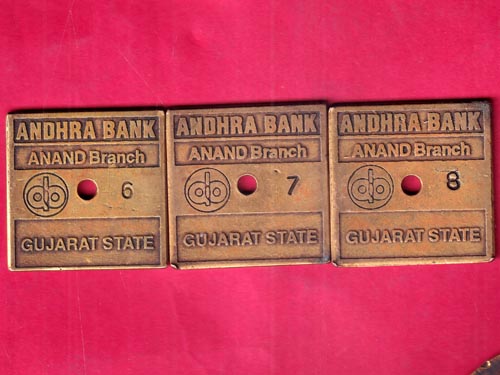 ANDHRA BANK
ANAND Branch
6
GUJARAT STATE
ANDHRA BANK
ANAND Branch
7
GUJARAT STATE
ANDHRA BANK
ANAND Branch
8
GUJARAT STATE